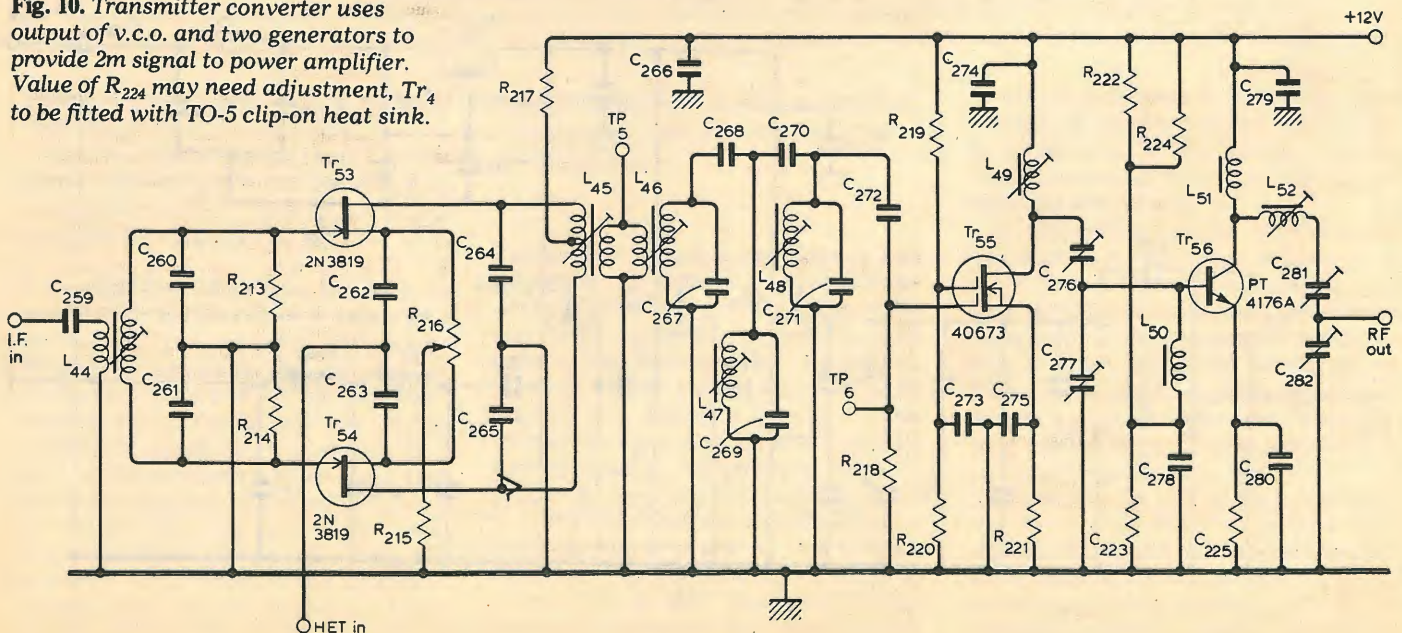 Fig. 10. Transmitter converter uses
output of v.c.o. and two generators to
provide 2m signal to power amplifier.
Value of R224 may need adjustment, Tr4
to be fitted with TO-5 clip-on heat sink.
+12V
R217
C266
C274
R222
C279
R219
R224
TP
5
C268
C270
L49
Tr
53
L45
L46
C272
L51
L52
2N3819
C260
C264
Tr55
Tr56
C259
R213
C262
L48
C276
C281
PT
4176A
I.F.
in
R216
C267
C271
40673
L50
RF
out
L44
C282
C261
C263
TP
6
C277
R214
Tr
54
C265
L47
C273
C275
C269
R218
C278
C280
2N
3819
R215
R220
R221
C223
C225
HET in